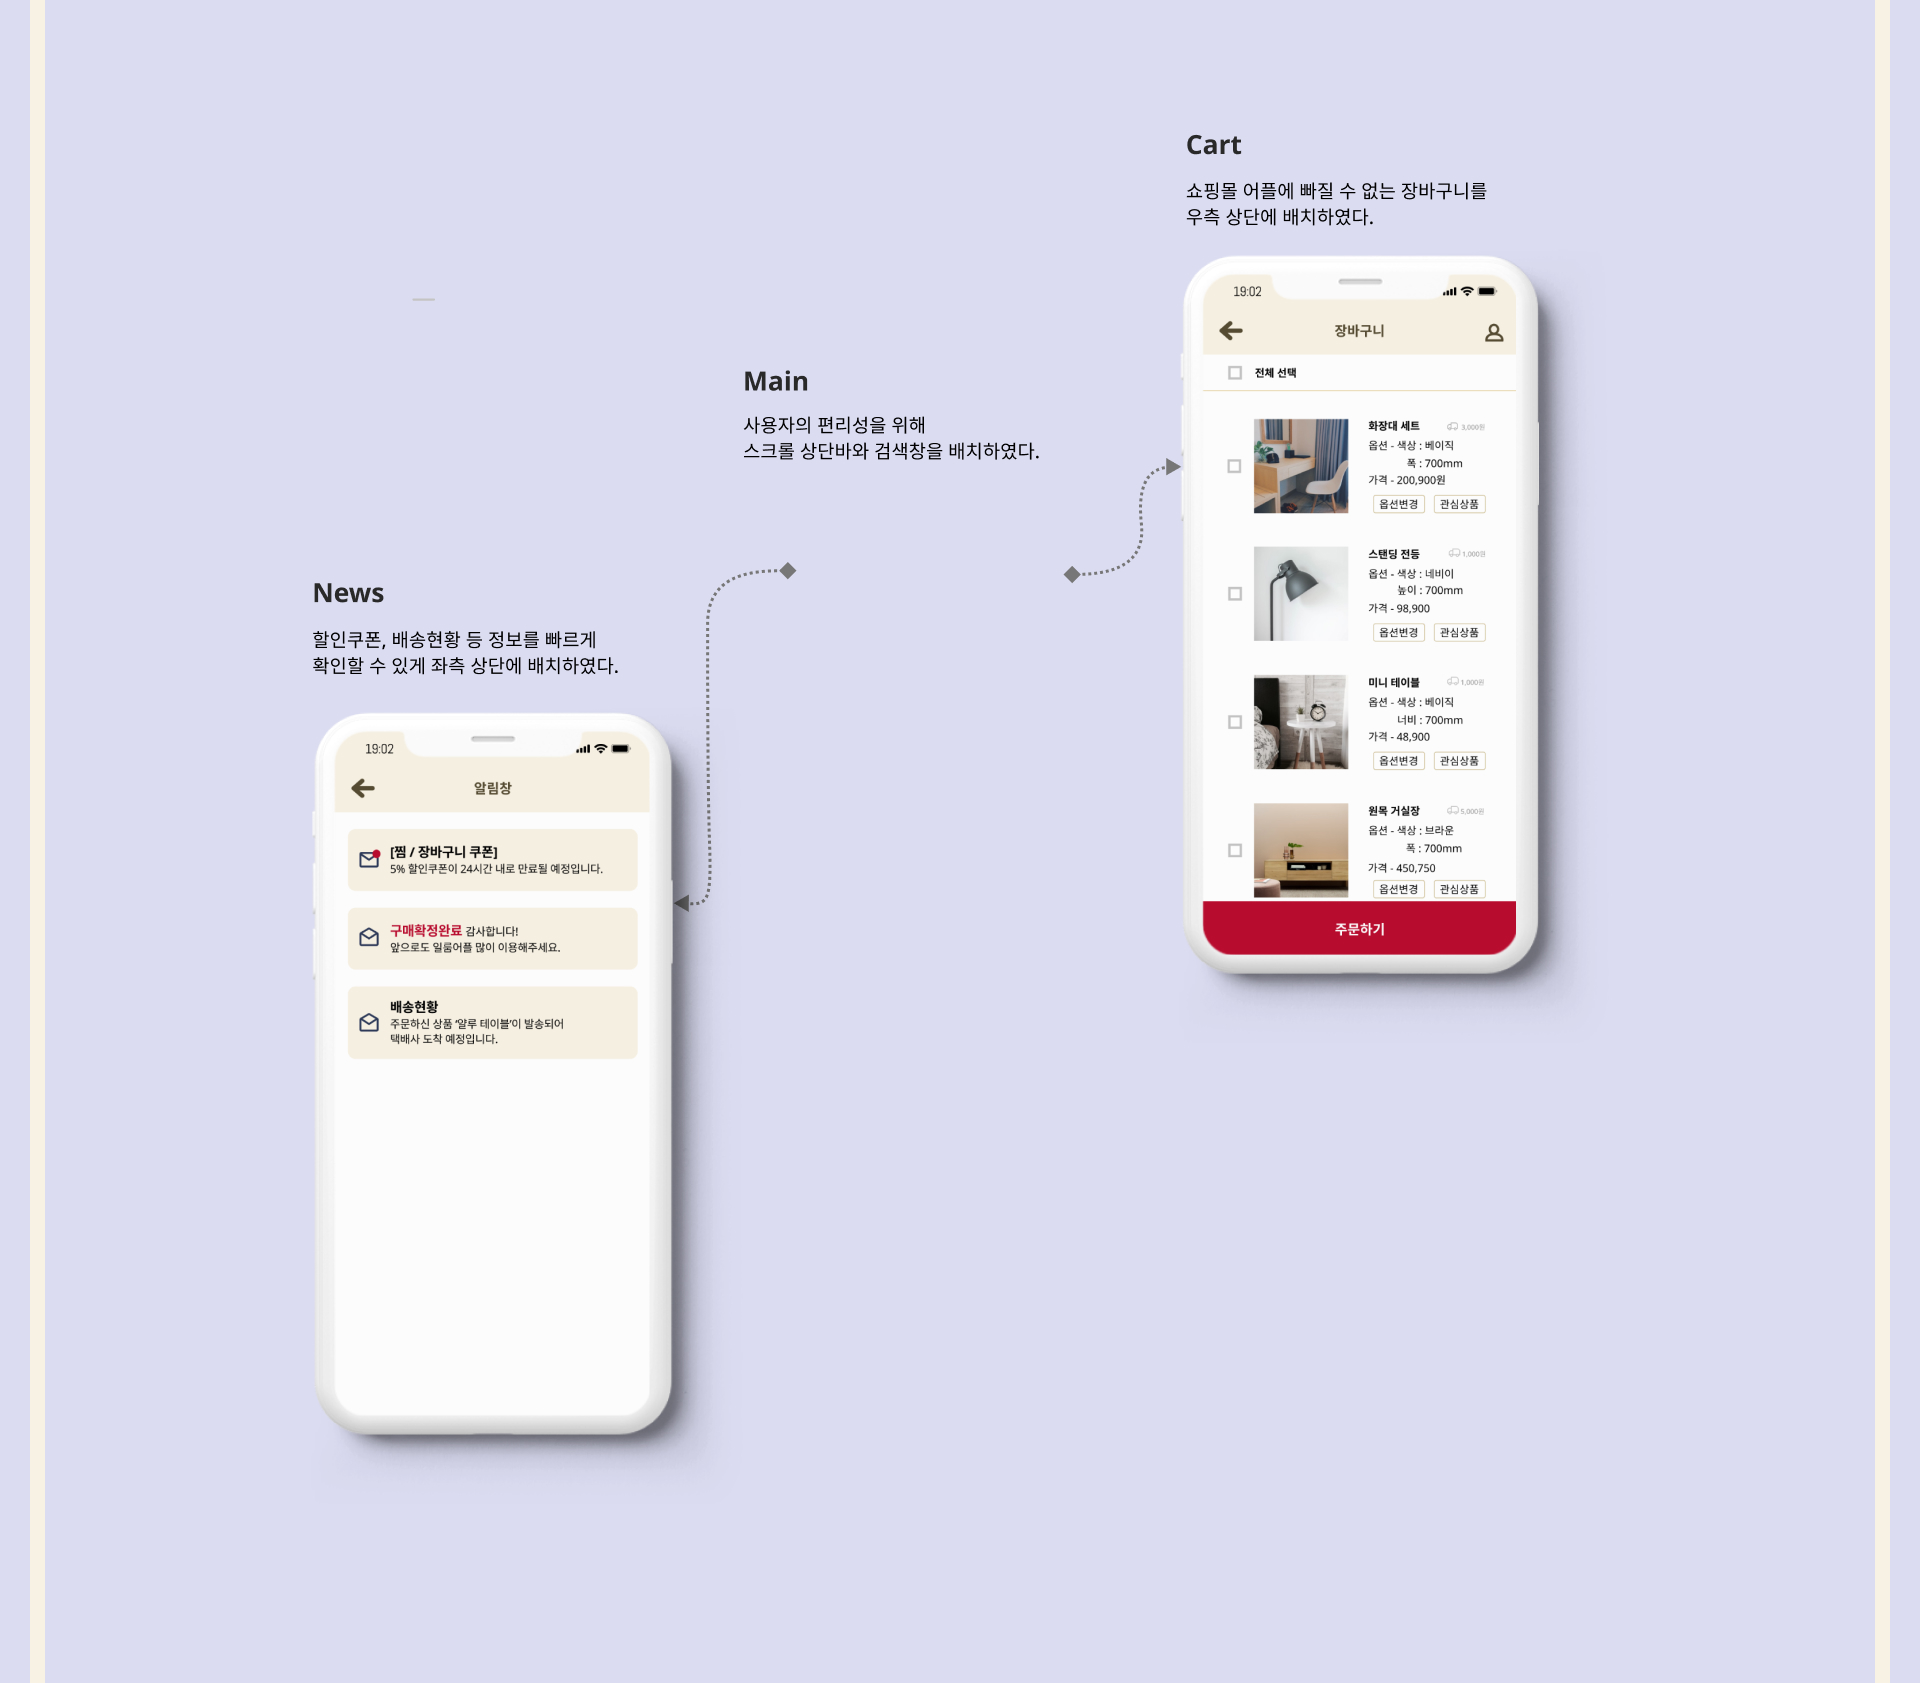 Cart
쇼핑몰 어플에 빠질 수 없는 장바구니를
우측 상단에 배치하였다.
19:02
장바구니
전체 선택
화장대 세트 3,000원
옵션 - 색상 : 베이직
폭 : 700mm
가격 - 200,900원
옵션변경 관심상품
스탠딩 전등 1,000원
옵션 - 색상 : 네비이
높이 : 700mm
가격 - 98,900
옵션변경 관심상품
미니 테이블 1,000원
옵션 - 색상 : 베이직
너비 : 700mm
가격 - 48,900
옵션변경 관심상품
원목 거실장 5,000원
옵션 - 색상 : 브라운
폭 : 700mm
가격 - 450,750
옵션변경 관심상품
주문하기
Main
사용자의 편리성을 위해
스크롤 상단바와 검색창을 배치하였다.
News
할인쿠폰, 배송현황 등 정보를 빠르게
확인할 수 있게 좌측 상단에 배치하였다.
19:02
알림창
[찜 / 장바구니 쿠폰]
5% 할인쿠폰이 24시간 내로 만료될 예정입니다.
구매확정완료 감사합니다!
앞으로도 일룸어플 많이 이용해주세요.
배송현황
주문하신 상품 '얄루 테이블'이 발송되어
택배사 도착 예정입니다.